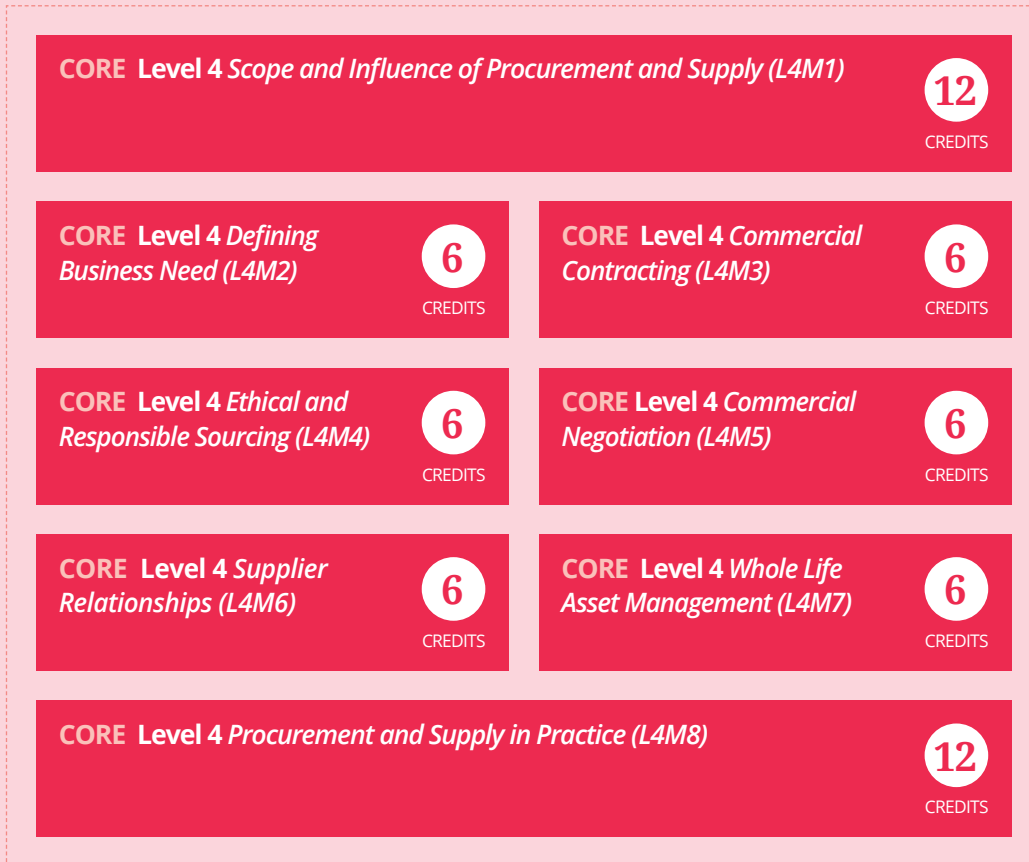 CORE Level 4 Scope and Influence of Procurement and Supply (L4M1)
12
CREDITS
CORE Level 4 Defining
Business Need (L4M2)
6
CREDITS
CORE Level 4 Commercial
Contracting (L4M3)
6
CREDITS
CORE Level 4 Ethical and
Responsible Sourcing (L4M4)
6
CREDITS
CORE Level 4 Commercial
Negotiation (L4M5)
6
CREDITS
CORE Level 4 Supplier
Relationships (L4M6)
6
CREDITS
CORE Level 4 Whole Life
Asset Management (L4M7)
6
CREDITS
CORE Level 4 Procurement and Supply in Practice (L4M8)
12
CREDITS